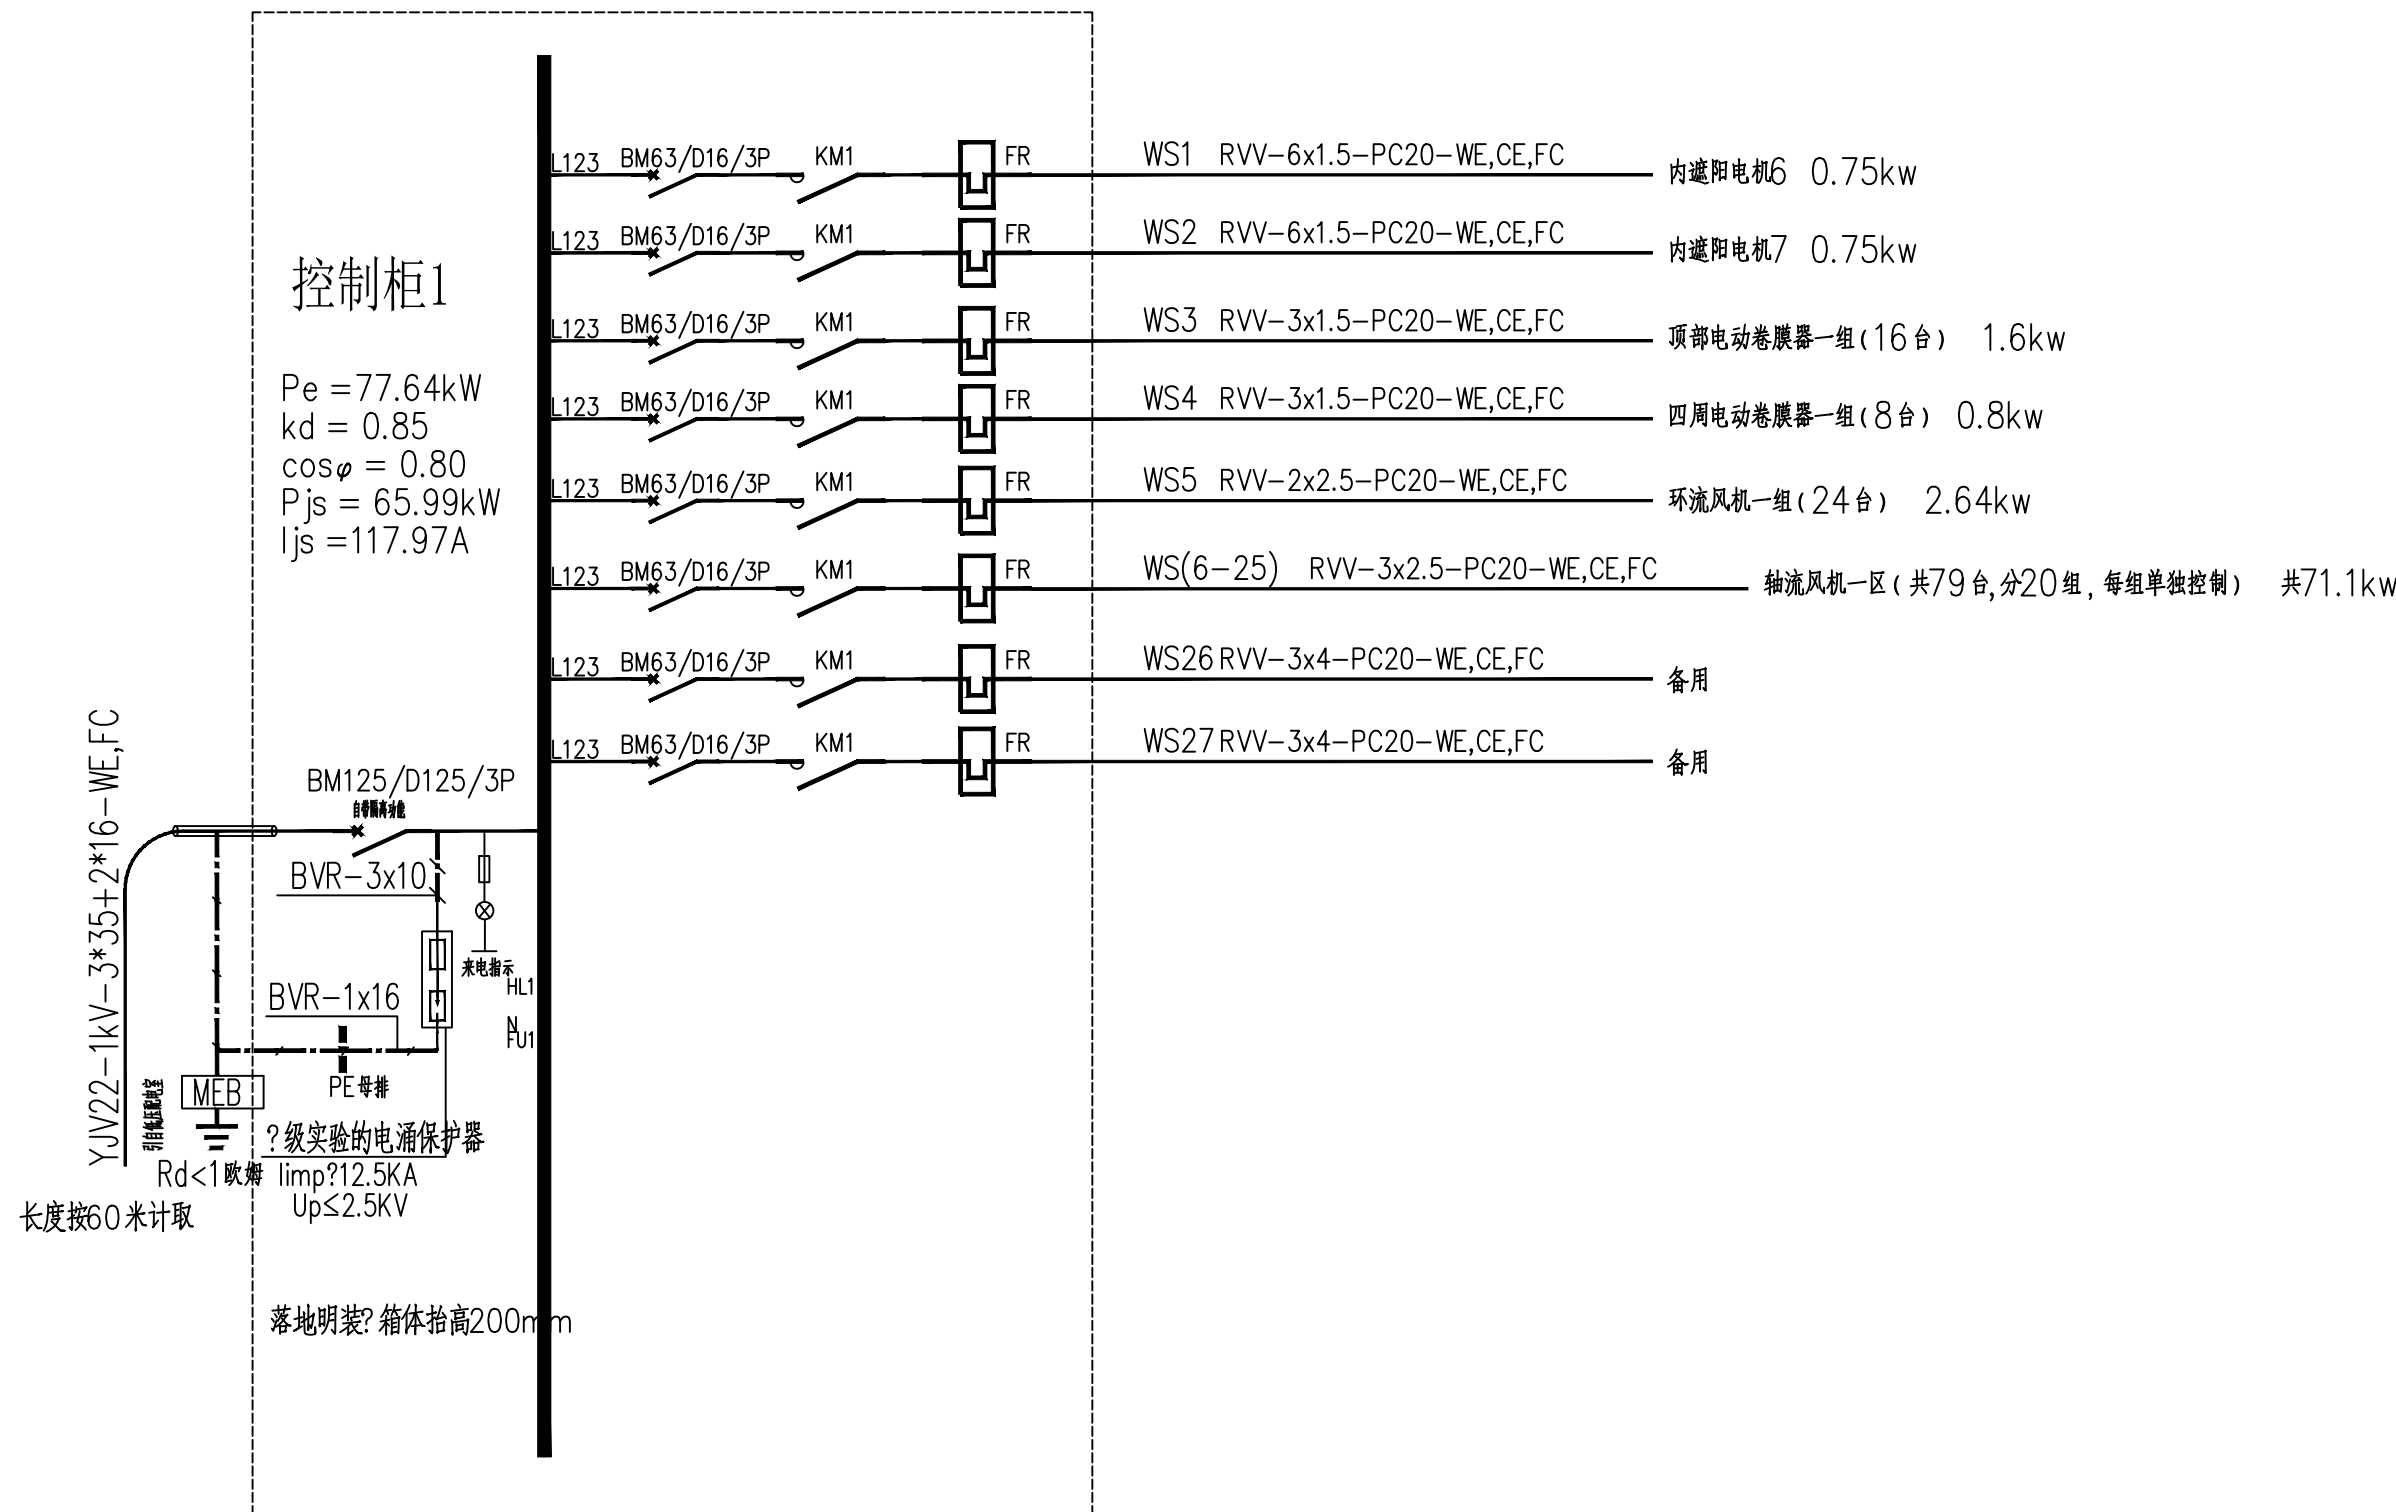 L123 BM63/D16/3P KM1 FR WS1 RVV-6x1.5-PC20-WE,CE,FC 内遮阳电机6 0.75kw
L123 BM63/D16/3P KM1 FR WS2 RVV-6x1.5-PC20-WE,CE,FC 内遮阳电机7 0.75kw
控制柜1
L123 BM63/D16/3P KM1 FR WS3 RVV-3x1.5-PC20-WE,CE,FC 顶部电动卷膜器一组(16台) 1.6kw
L123 BM63/D16/3P KM1 FR WS4 RVV-3x1.5-PC20-WE,CE,FC 四周电动卷膜器一组(8台) 0.8kw
L123 BM63/D16/3P KM1 FR WS5 RVV-2x2.5-PC20-WE,CE,FC 环流风机一组(24台) 2.64kw
L123 BM63/D16/3P KM1 FR WS(6-25) RVV-3x2.5-PC20-WE,CE,FC 轴流风机一区(共79台,分20组,每组单独控制) 共71.1kw
L123 BM63/D16/3P KM1 FR WS26 RVV-3x4-PC20-WE,CE,FC 备用
L123 BM63/D16/3P KM1 FR WS27 RVV-3x4-PC20-WE,CE,FC 备用
Pe =77.64kW
kd = 0.85
cosφ = 0.80
Pjs = 65.99kW
Ijs =117.97A
BM125/D125/3P
自带隔离功能
YJV22-1kV-3*35+2*16-WE,FC
引自低压配电室
BVR-3x10
来电指示
HL1
N
FU1
BVR-1x16
PE母排
MEB
?级实验的电涌保护器
Rd<1欧姆
Iimp?12.5KA
Up≤2.5KV
长度按60米计取
落地明装?箱体抬高200mm